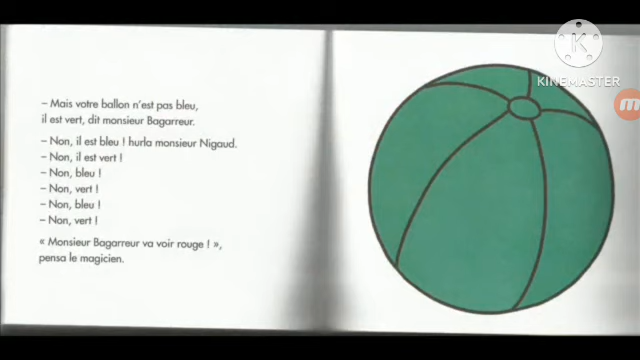 – Mais votre ballon n'est pas bleu,
il est vert, dit monsieur Bagarreur.
– Non, il est bleu ! hurla monsieur Nigaud.
– Non, il est vert !
– Non, bleu !
– Non, vert !
– Non, bleu !
– Non, vert !
« Monsieur Bagarreur va voir rouge ! »,
pensa le magicien.
K
KINEMASTER